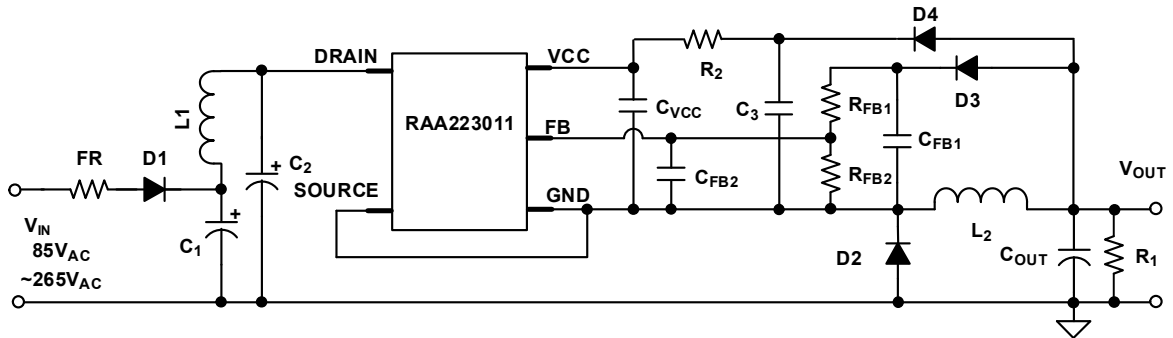 D4
DRAIN
VCC
R2
D3
L1
CVCC
C3
RFB1
RAA223011
FB
CFB1
FR
D1
C2
CFB2
RFB2
SOURCE
VOUT
GND
VIN
85VAC
~265VAC
C1
D2
L2
COUT
R1